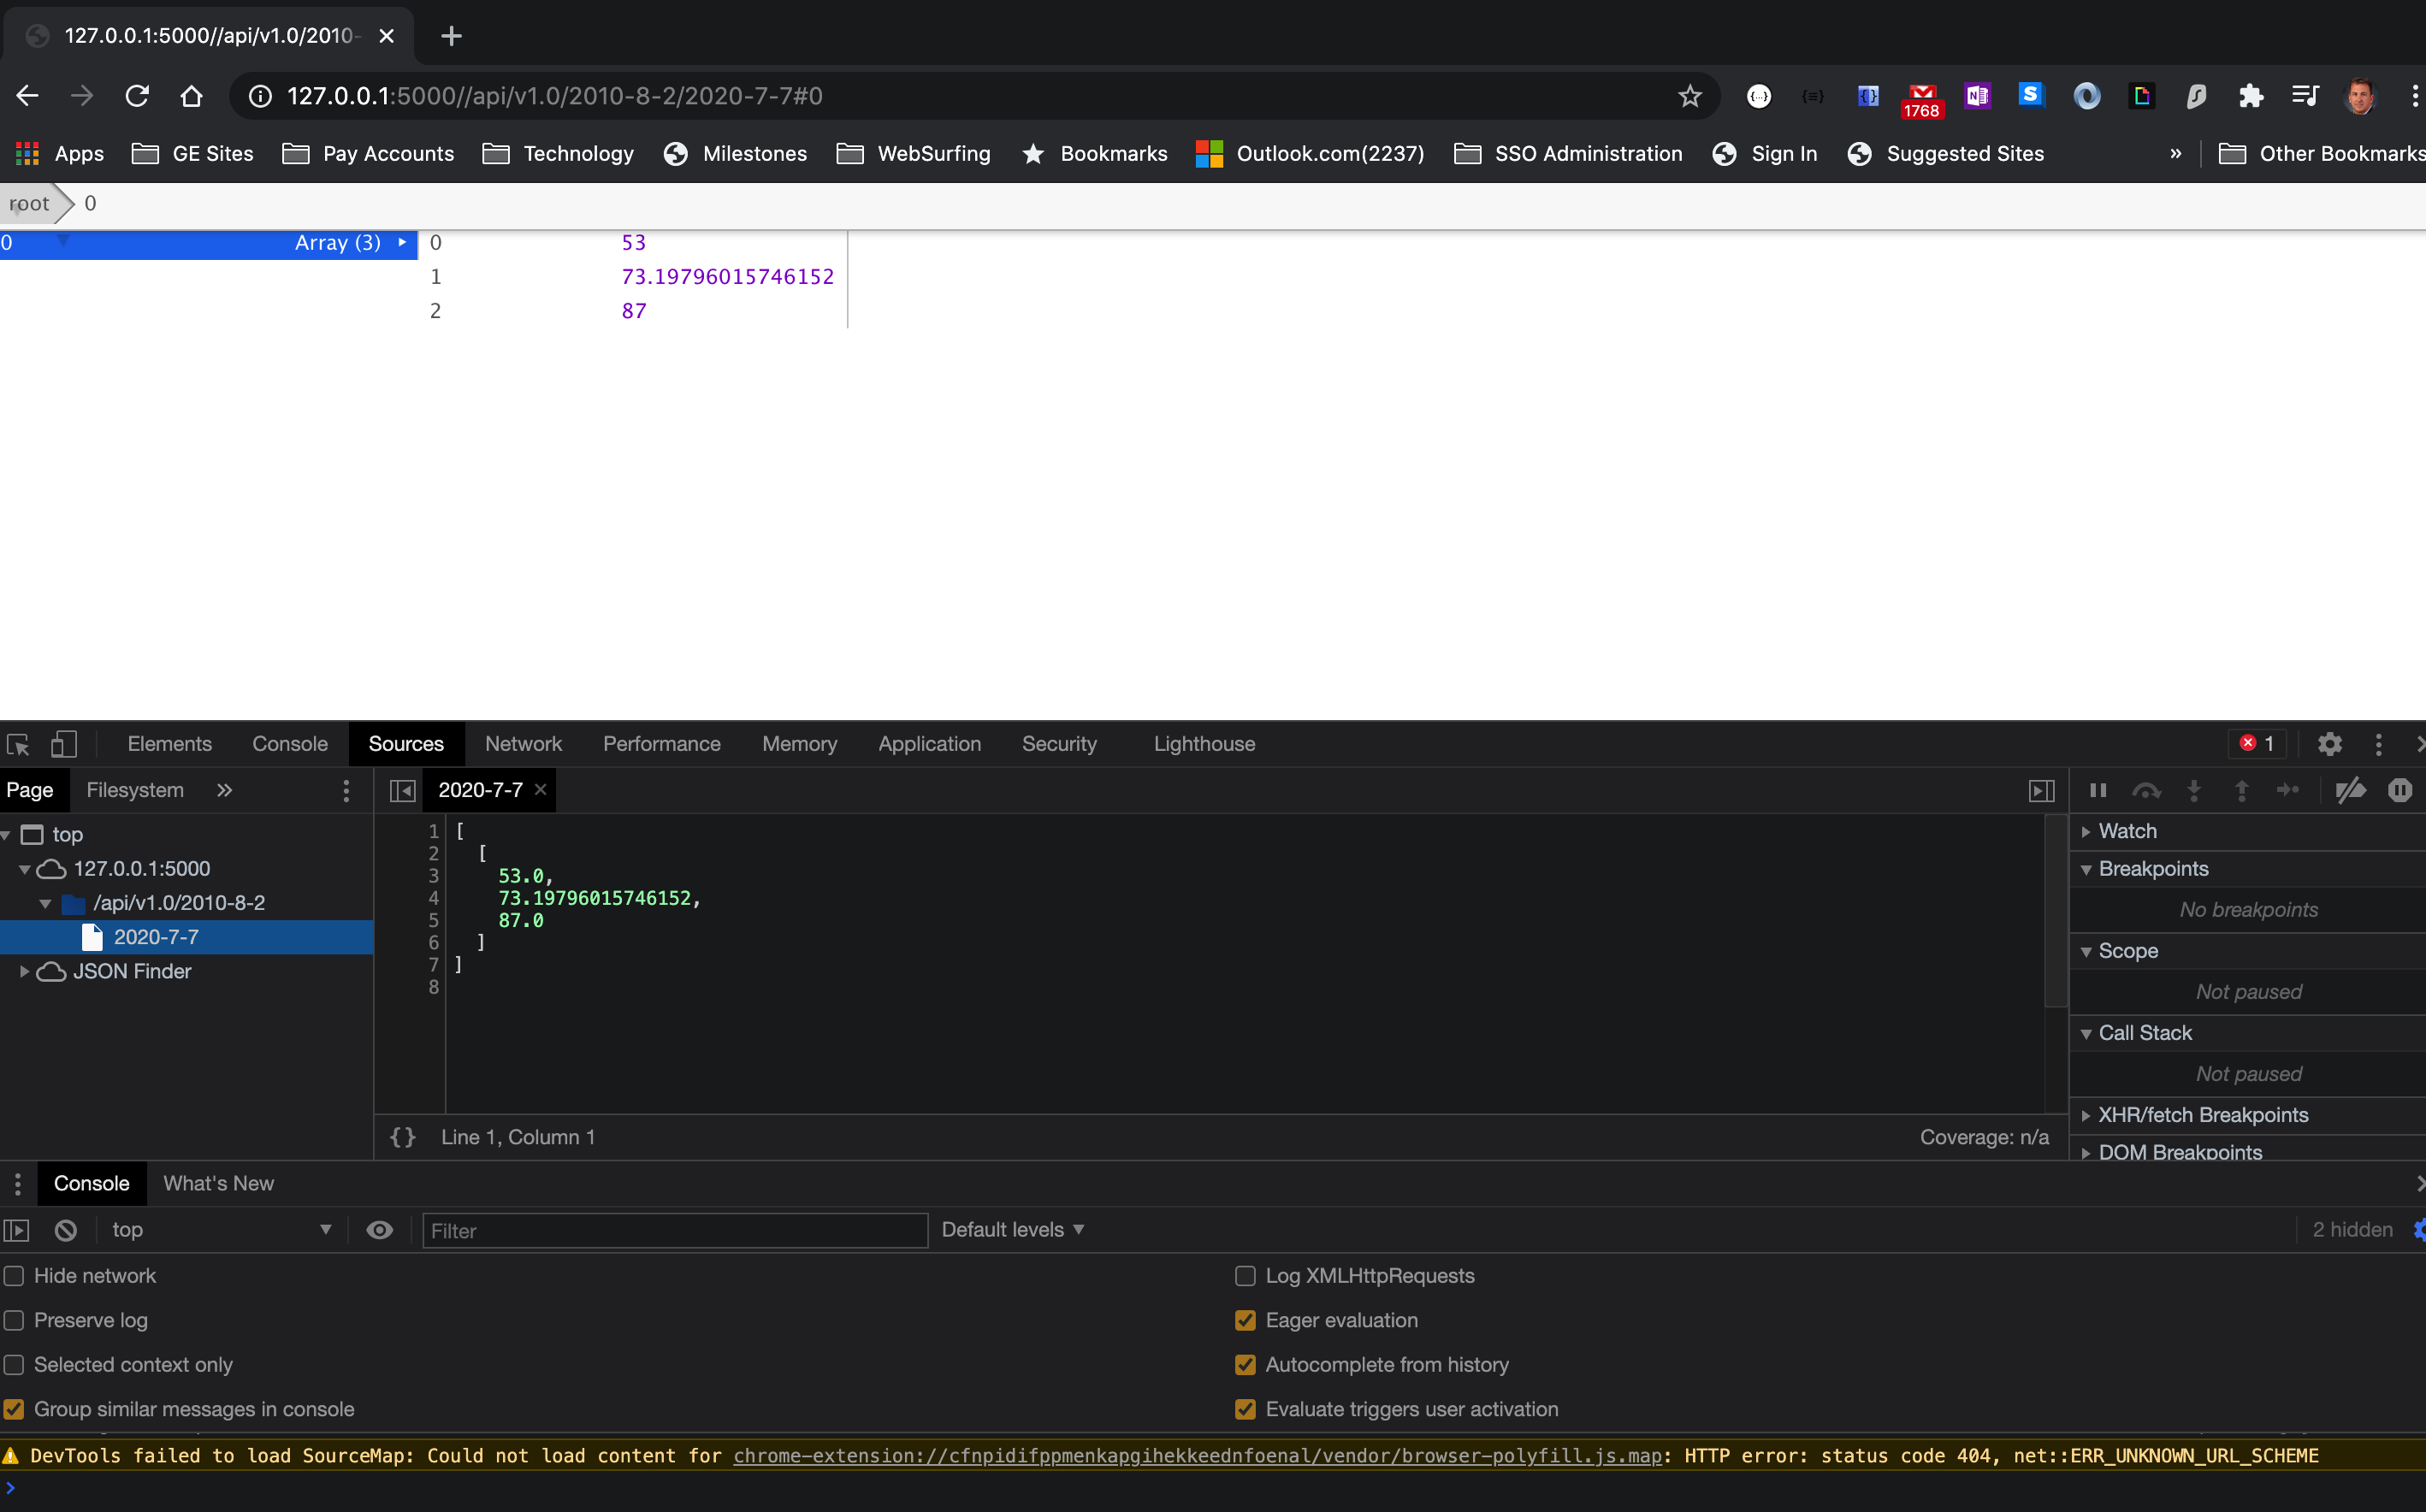 127.0.0.1:5000//api/v1.0/2010-
127.0.0.1:5000//api/v1.0/2010-8-2/2020-7-7#0
1768
Apps GE Sites Pay Accounts Technology Milestones WebSurfing Bookmarks Outlook.com(2237) SSO Administration Sign In Suggested Sites » Other Bookmarks
root 0
0 Array (3) 0 53
1 73.19796015746152
2 87
Elements Console Sources Network Performance Memory Application Security Lighthouse 1
Page Filesystem » 2020-7-7
top
127.0.0.1:5000
/api/v1.0/2010-8-2
2020-7-7
JSON Finder
1 [
2 [
3 53.0,
4 73.19796015746152,
5 87.0
6 ]
7 ]
8
{} Line 1, Column 1 Coverage: n/a
Watch
Breakpoints
No breakpoints
Scope
Not paused
Call Stack
Not paused
XHR/fetch Breakpoints
DOM Breakpoints
Console What's New
top Filter Default levels 2 hidden
Hide network Log XMLHttpRequests
Preserve log Eager evaluation
Selected context only Autocomplete from history
Group similar messages in console Evaluate triggers user activation
DevTools failed to load SourceMap: Could not load content for chrome-extension://cfnpidifppmenkapgihekkeednfoenal/vendor/browser-polyfill.js.map: HTTP error: status code 404, net::ERR_UNKNOWN_URL_SCHEME